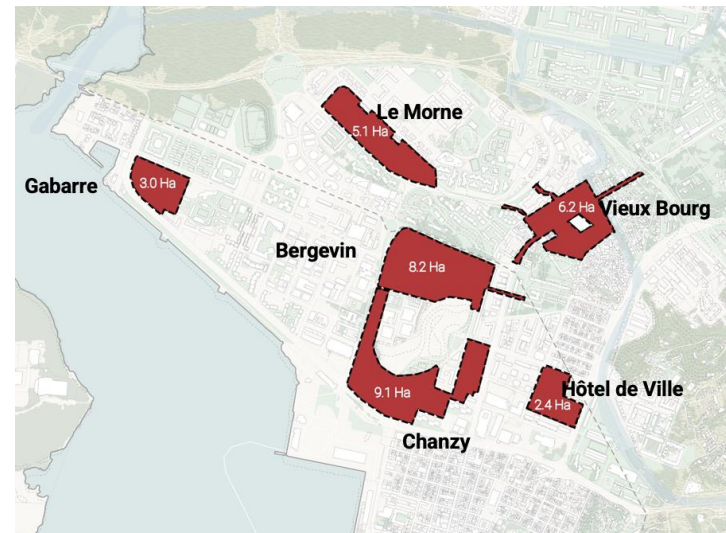 Le Morne
5.1 Ha
Gabarre
3.0 Ha
6.2 Ha
Vieux Bourg
Bergevin
8.2 Ha
9.1 Ha
Hôtel de Ville
2.4 Ha
Chanzy